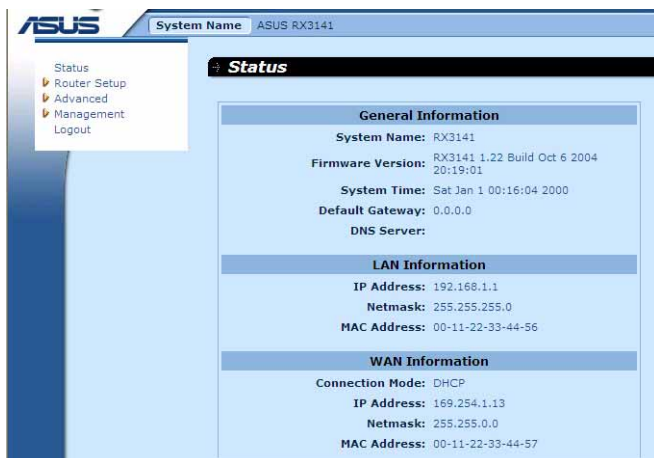 ASUS
System Name ASUS RX3141
Status
Router Setup
Advanced
Management
Logout
Status
General Information
System Name: RX3141
Firmware Version: RX3141 1.22 Build Oct 6 2004
20:19:01
System Time: Sat Jan 1 00:16:04 2000
Default Gateway: 0.0.0.0
DNS Server:
LAN Information
IP Address: 192.168.1.1
Netmask: 255.255.255.0
MAC Address: 00-11-22-33-44-56
WAN Information
Connection Mode: DHCP
IP Address: 169.254.1.13
Netmask: 255.255.0.0
MAC Address: 00-11-22-33-44-57